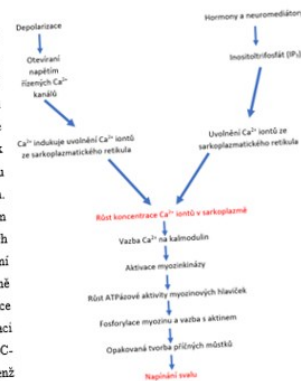 Depolarizace
Otevíraní
napětím
řízených Ca²⁺
kanálů
Ca²⁺ indukuje uvolnění Ca²⁺ iontů
ze sarkoplazmatického retikula
Hormony a neuromediátory
Inositoltrifosfát (IP₃)
Uvolnění Ca²⁺ iontů ze
sarkoplazmatického retikula
Růst koncentrace Ca²⁺ iontů v sarkoplazmě
Vazba Ca²⁺ na kalmodulin
Aktivace myozinkinázy
Růst ATPázové aktivity myozinových hlaviček
Fosforylace myozinu a vazba s aktinem
Opakovaná tvorba příčných můstků
Napínání svalu